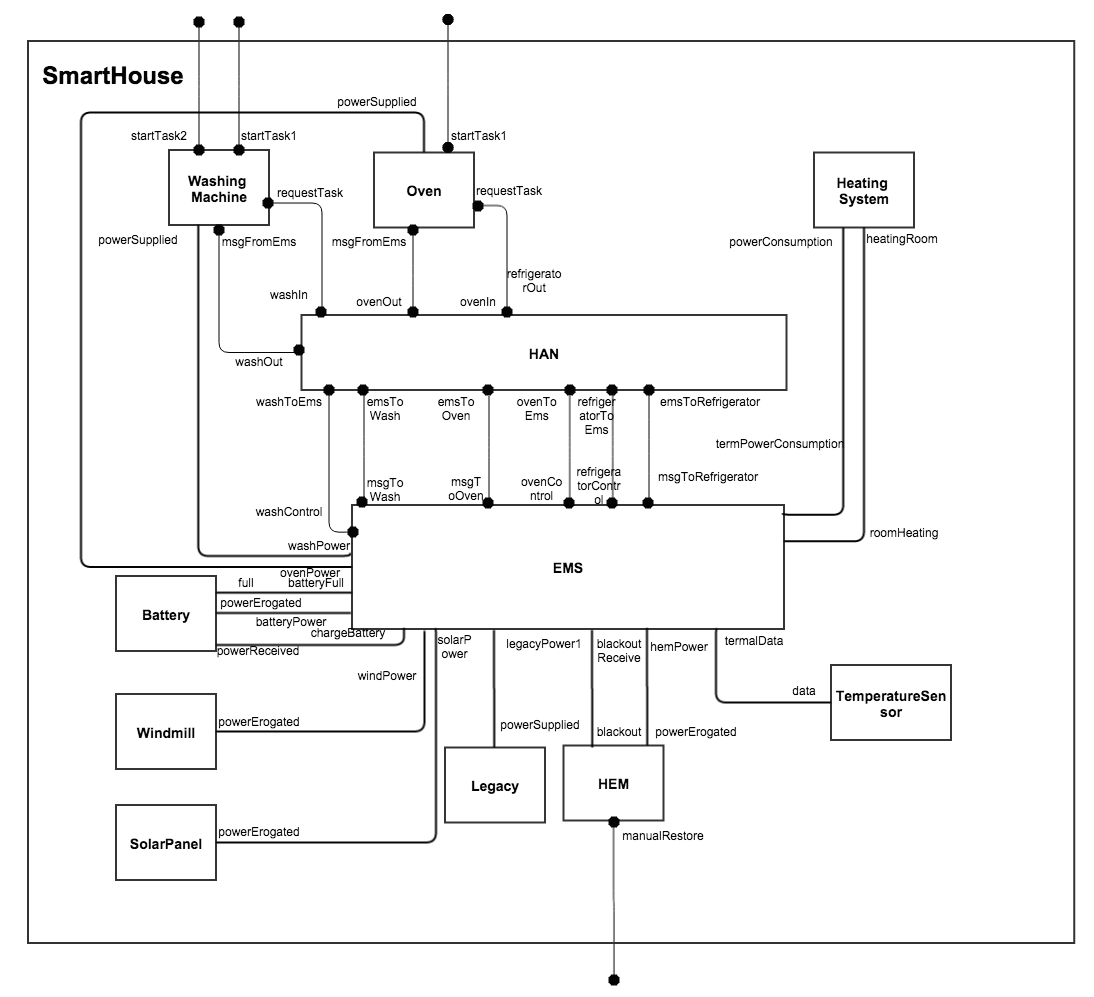 SmartHouse
powerSupplied
startTask2
startTask1
startTask1
Washing
Machine
Oven
Heating
System
requestTask
requestTask
powerSupplied
msgFromEms
msgFromEms
powerConsumption
heatingRoom
refrigerato
rOut
washIn
ovenOut
ovenIn
HAN
washOut
washToEms
emsTo
Wash
emsTo
Oven
ovenTo
Ems
refriger
atorTo
Ems
emsToRefrigerator
termPowerConsumption
msgTo
Wash
msgT
oOven
ovenCo
ntrol
refrigera
torContr
ol
msgToRefrigerator
washControl
roomHeating
washPower
EMS
ovenPower
full
batteryFull
Battery
powerErogated
batteryPower
chargeBattery
powerReceived
solarP
ower
legacyPower1
blackout
Receive
hemPower
termalData
windPower
data
TemperatureSen
sor
powerErogated
Windmill
powerSupplied
blackout
powerErogated
Legacy
HEM
powerErogated
SolarPanel
manualRestore